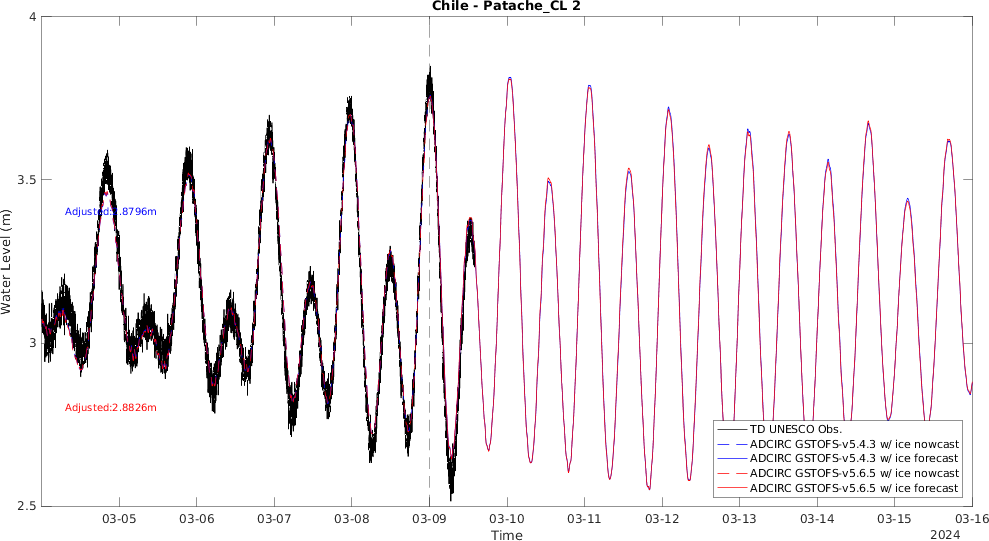 Chile - Patache_CL 2
4
3.5
3
2.5
Water Level (m)
Adjusted:2.8796m
Adjusted:2.8826m
TD UNESCO Obs.
ADCIRC GSTOFS-v5.4.3 w/ ice nowcast
ADCIRC GSTOFS-v5.4.3 w/ ice forecast
ADCIRC GSTOFS-v5.6.5 w/ ice nowcast
ADCIRC GSTOFS-v5.6.5 w/ ice forecast
03-05 03-06 03-07 03-08 03-09 03-10 03-11 03-12 03-13 03-14 03-15 03-16
Time
2024